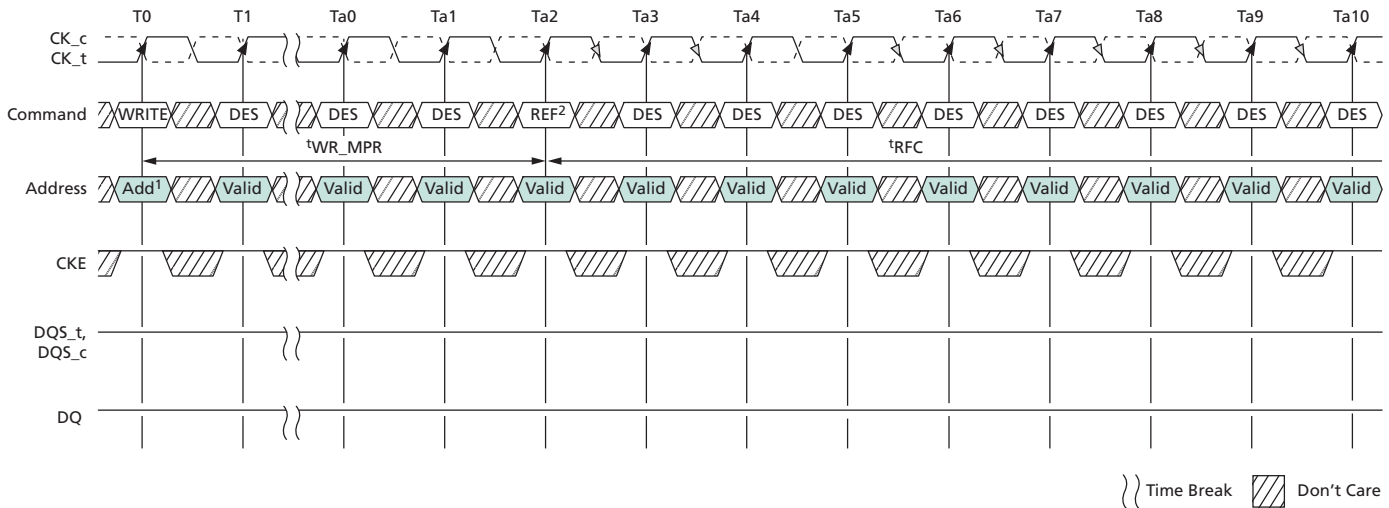 T0 T1 Ta0 Ta1 Ta2 Ta3 Ta4 Ta5 Ta6 Ta7 Ta8 Ta9 Ta10
CK_c
CK_t
Command WRITE DES DES DES REF² DES DES DES DES DES DES DES DES
ᵗWR_MPR ᵗRFC
Address Add¹ Valid Valid Valid Valid Valid Valid Valid Valid Valid Valid Valid Valid
CKE
DQS_t,
DQS_c
DQ
Time Break Don't Care